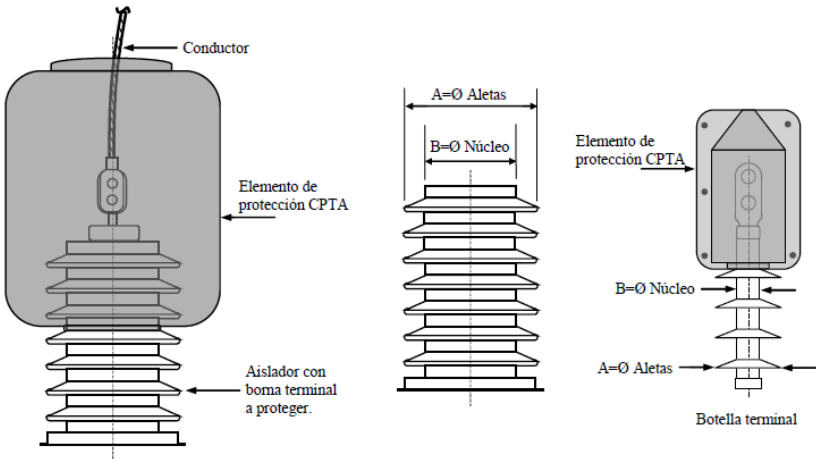 Conductor
Elemento de
protección CPTA
Aislador con
borna terminal
a proteger.
A=Ø Aletas
B=Ø Núcleo
Elemento de
protección CPTA
B=Ø Núcleo
A=Ø Aletas
Botella terminal